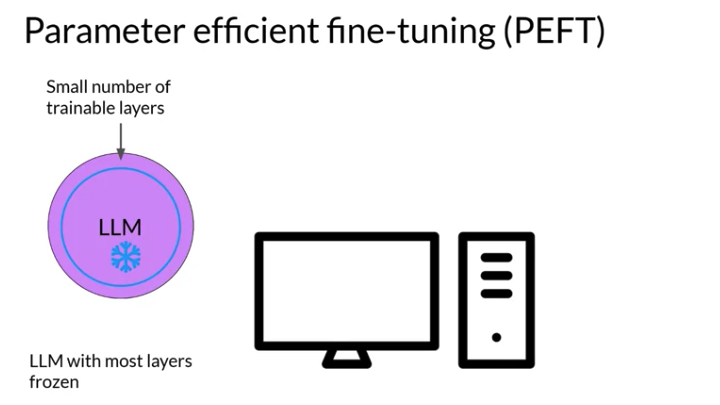 Parameter efficient fine-tuning (PEFT)
Small number of
trainable layers
LLM
LLM with most layers
frozen